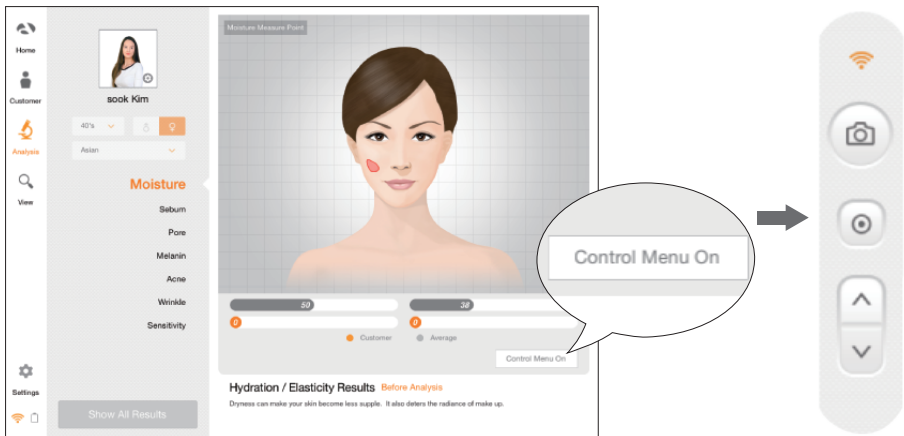 Home
Customer
Analysis
View
Settings
sook Kim
40's
Asian
Moisture
Sebum
Pore
Melanin
Acne
Wrinkle
Sensitivity
Show All Results
Moisture Measure Point
50
38
0
0
Customer
Average
Control Menu On
Hydration / Elasticity Results Before Analysis
Dryness can make your skin become less supple. It also deters the radiance of make up.
Control Menu On